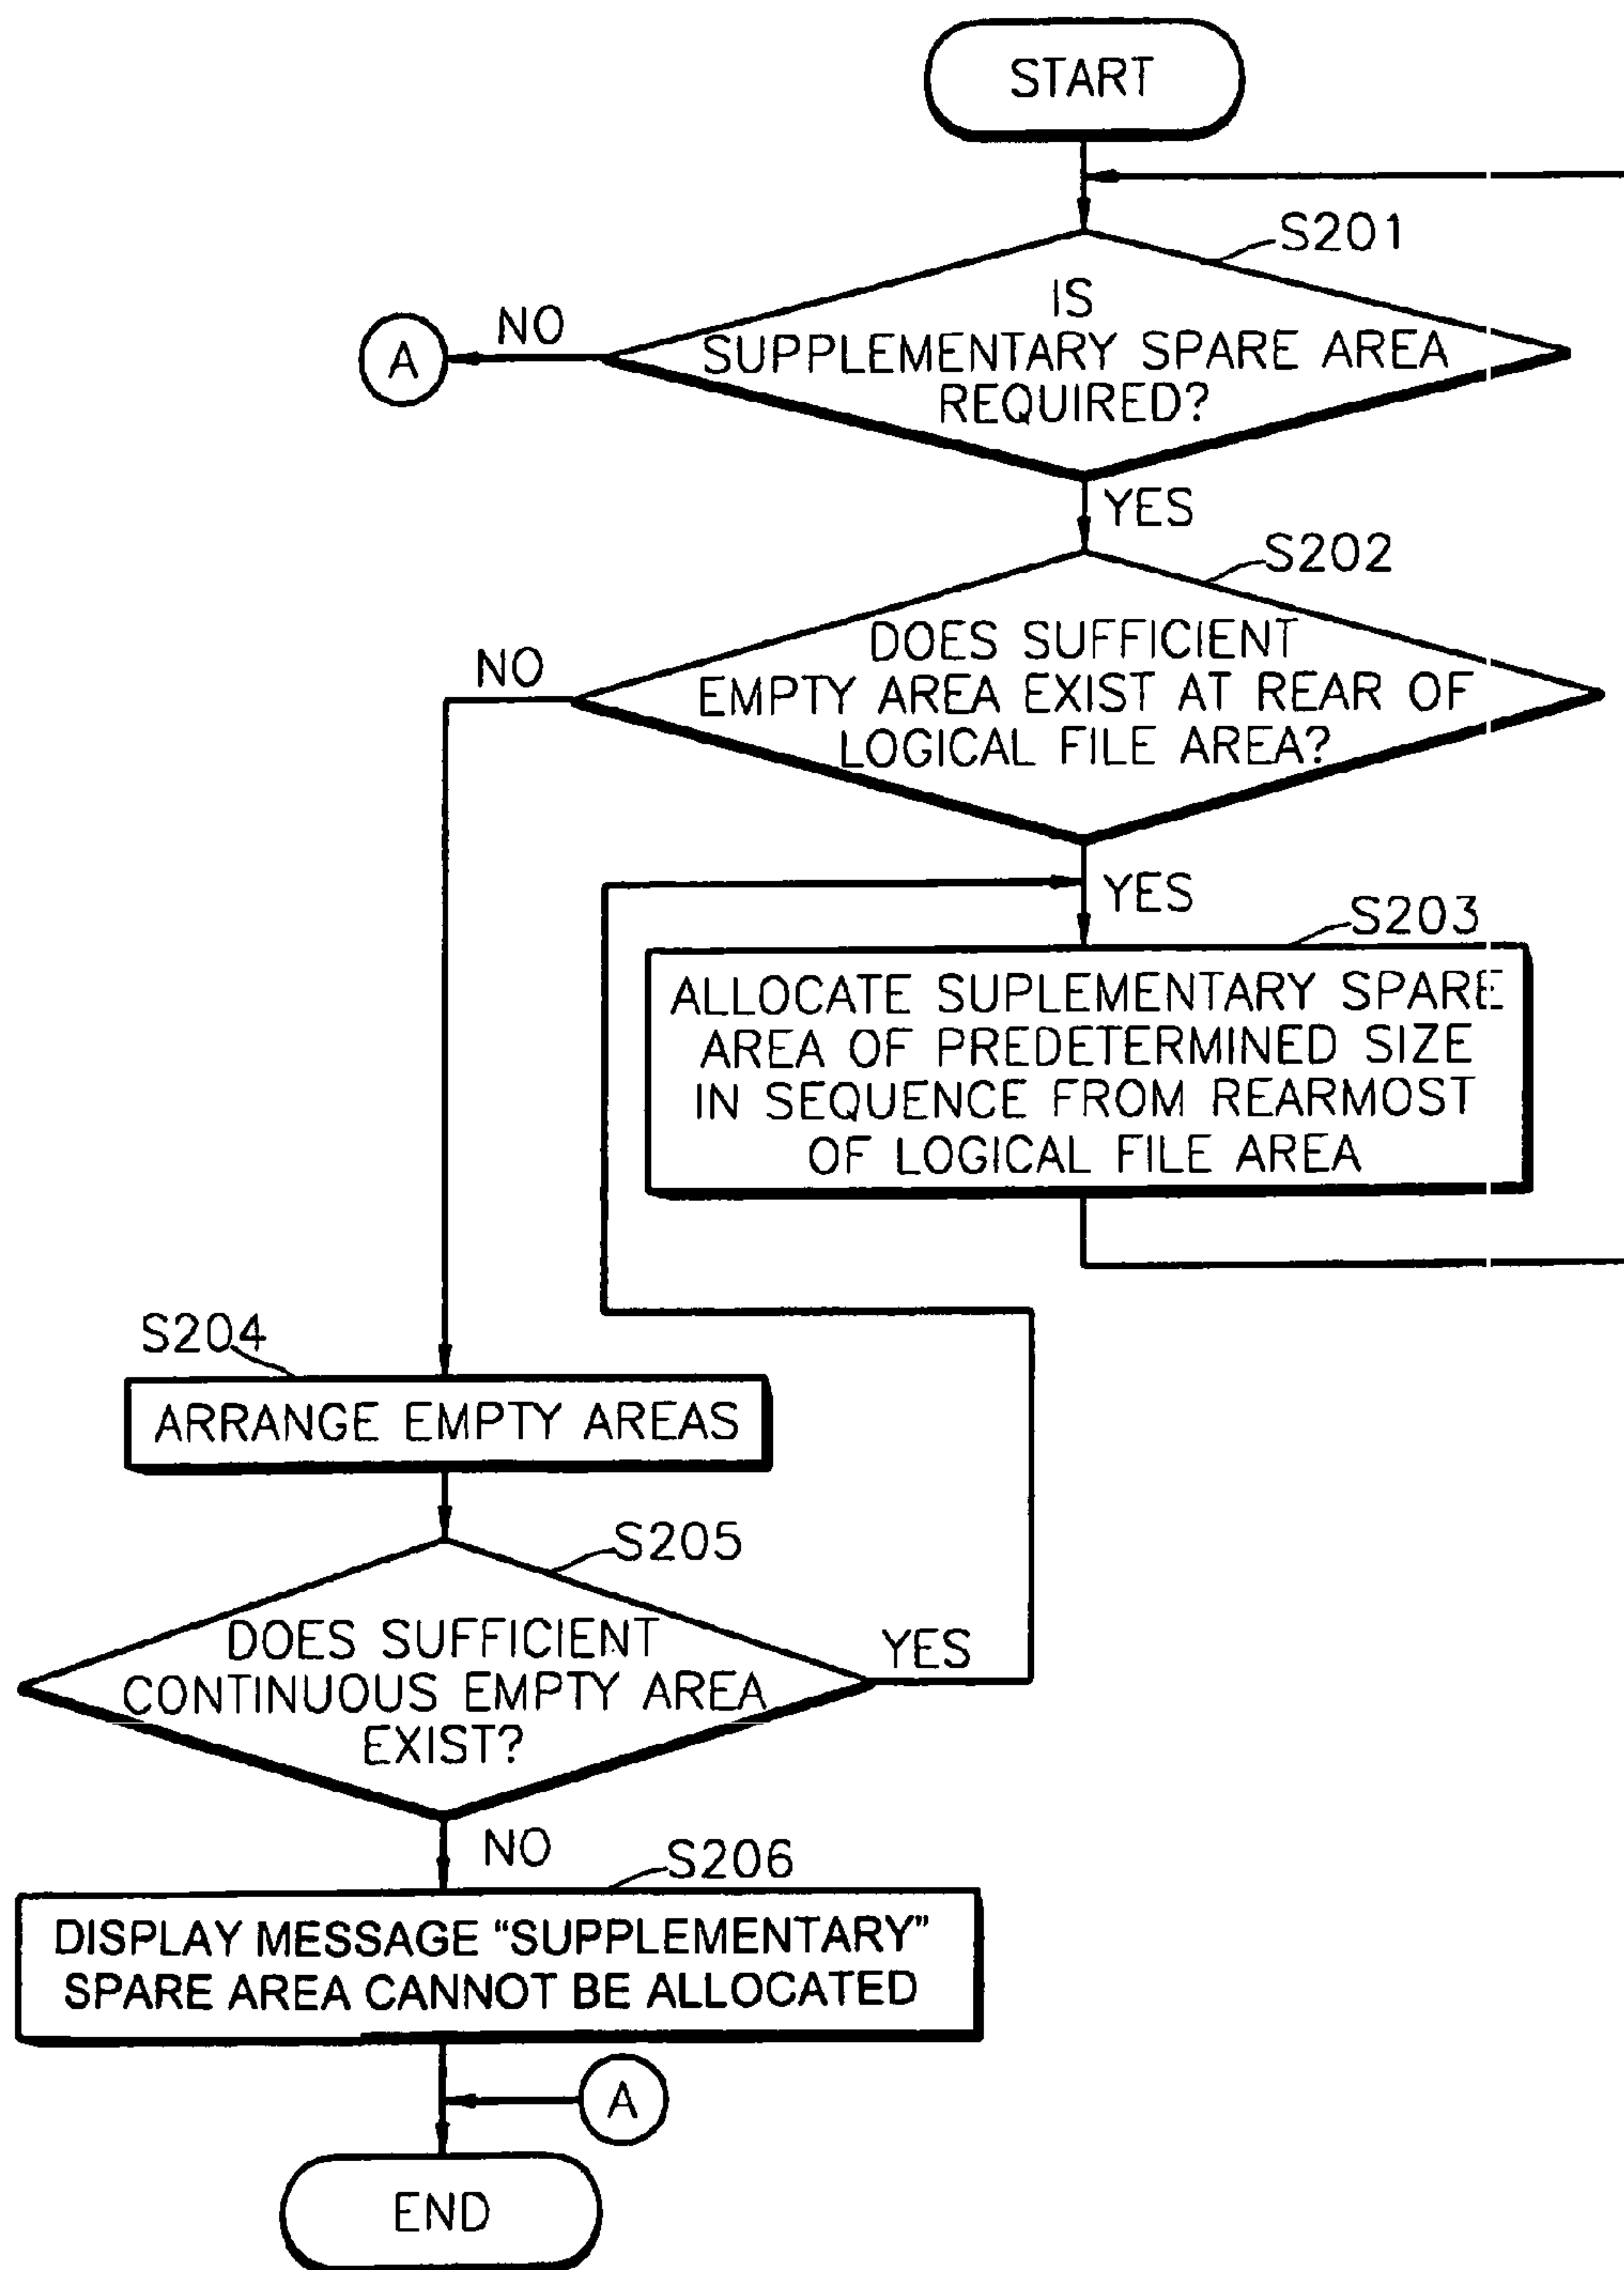 START
S201
IS
SUPPLEMENTARY SPARE AREA
REQUIRED?
NO
A
YES
S202
DOES SUFFICIENT
EMPTY AREA EXIST AT REAR OF
LOGICAL FILE AREA?
NO
YES
S203
ALLOCATE SUPLEMENTARY SPARE
AREA OF PREDETERMINED SIZE
IN SEQUENCE FROM REARMOST
OF LOGICAL FILE AREA
S204
ARRANGE EMPTY AREAS
S205
DOES SUFFICIENT
CONTINUOUS EMPTY AREA
EXIST?
YES
NO
S206
DISPLAY MESSAGE “SUPPLEMENTARY”
SPARE AREA CANNOT BE ALLOCATED
A
END